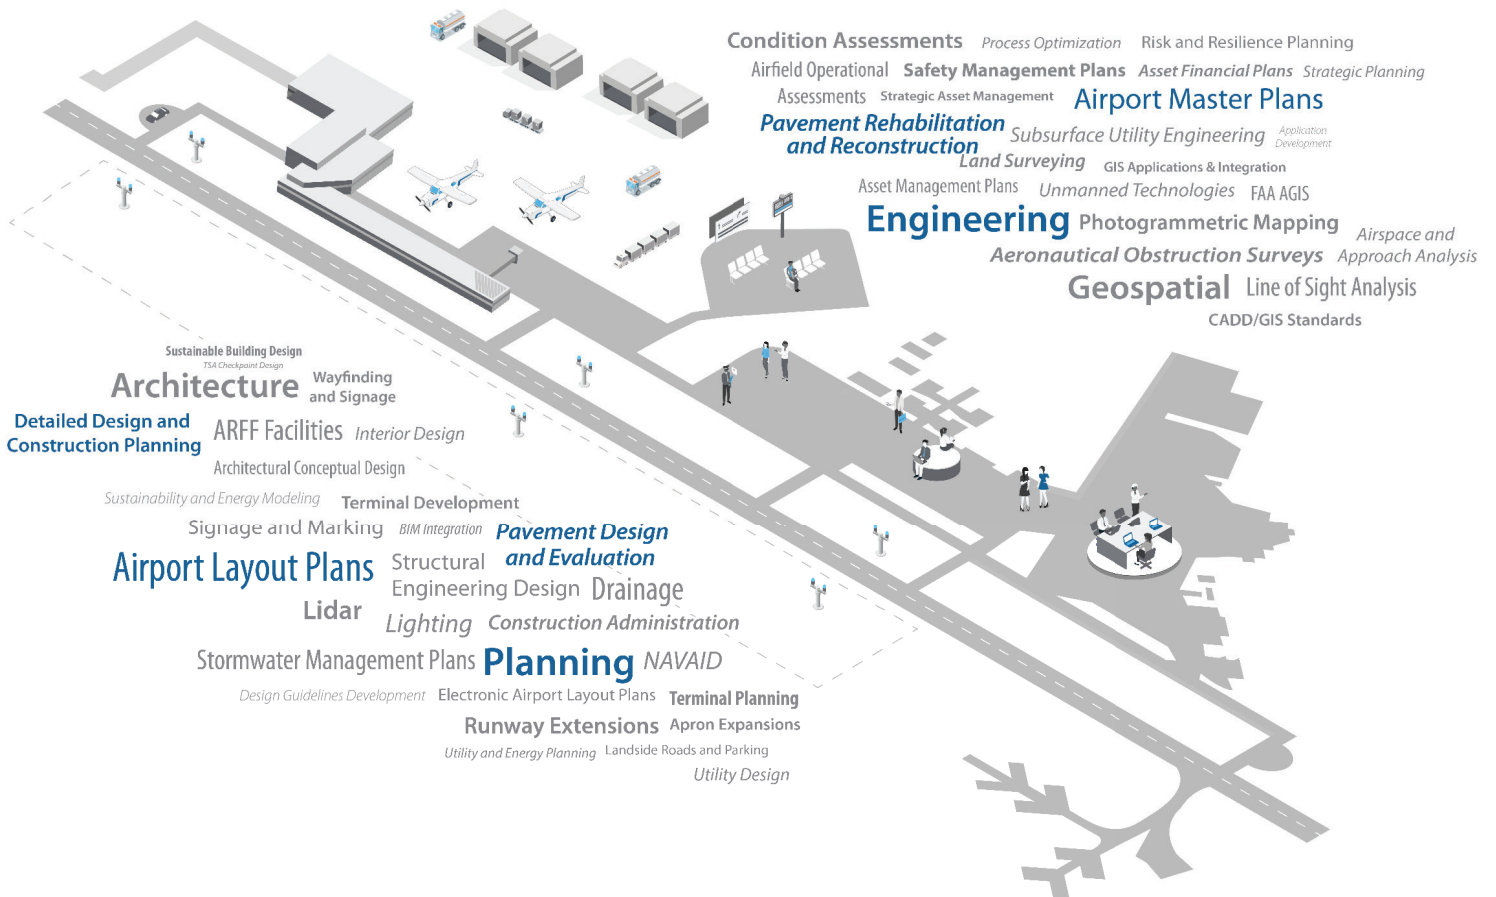 Condition Assessments Process Optimization Risk and Resilience Planning
Airfield Operational Safety Management Plans Asset Financial Plans Strategic Planning
Assessments Strategic Asset Management Airport Master Plans
Pavement Rehabilitation
and Reconstruction
Subsurface Utility Engineering
Application
Development
Land Surveying GIS Applications & Integration
Asset Management Plans Unmanned Technologies FAA AGIS
Engineering Photogrammetric Mapping
Airspace and
Approach Analysis
Aeronautical Obstruction Surveys
Geospatial Line of Sight Analysis
CADD/GIS Standards
Sustainable Building Design
TSA Checkpoint Design
Architecture
Wayfinding
and Signage
Detailed Design and
Construction Planning
ARFF Facilities Interior Design
Architectural Conceptual Design
Sustainability and Energy Modeling Terminal Development
Signage and Marking BIM Integration
Pavement Design
and Evaluation
Airport Layout Plans
Structural
Engineering Design
Drainage
Lidar
Lighting Construction Administration
Stormwater Management Plans Planning NAVAID
Design Guidelines Development Electronic Airport Layout Plans Terminal Planning
Runway Extensions Apron Expansions
Utility and Energy Planning Landside Roads and Parking
Utility Design